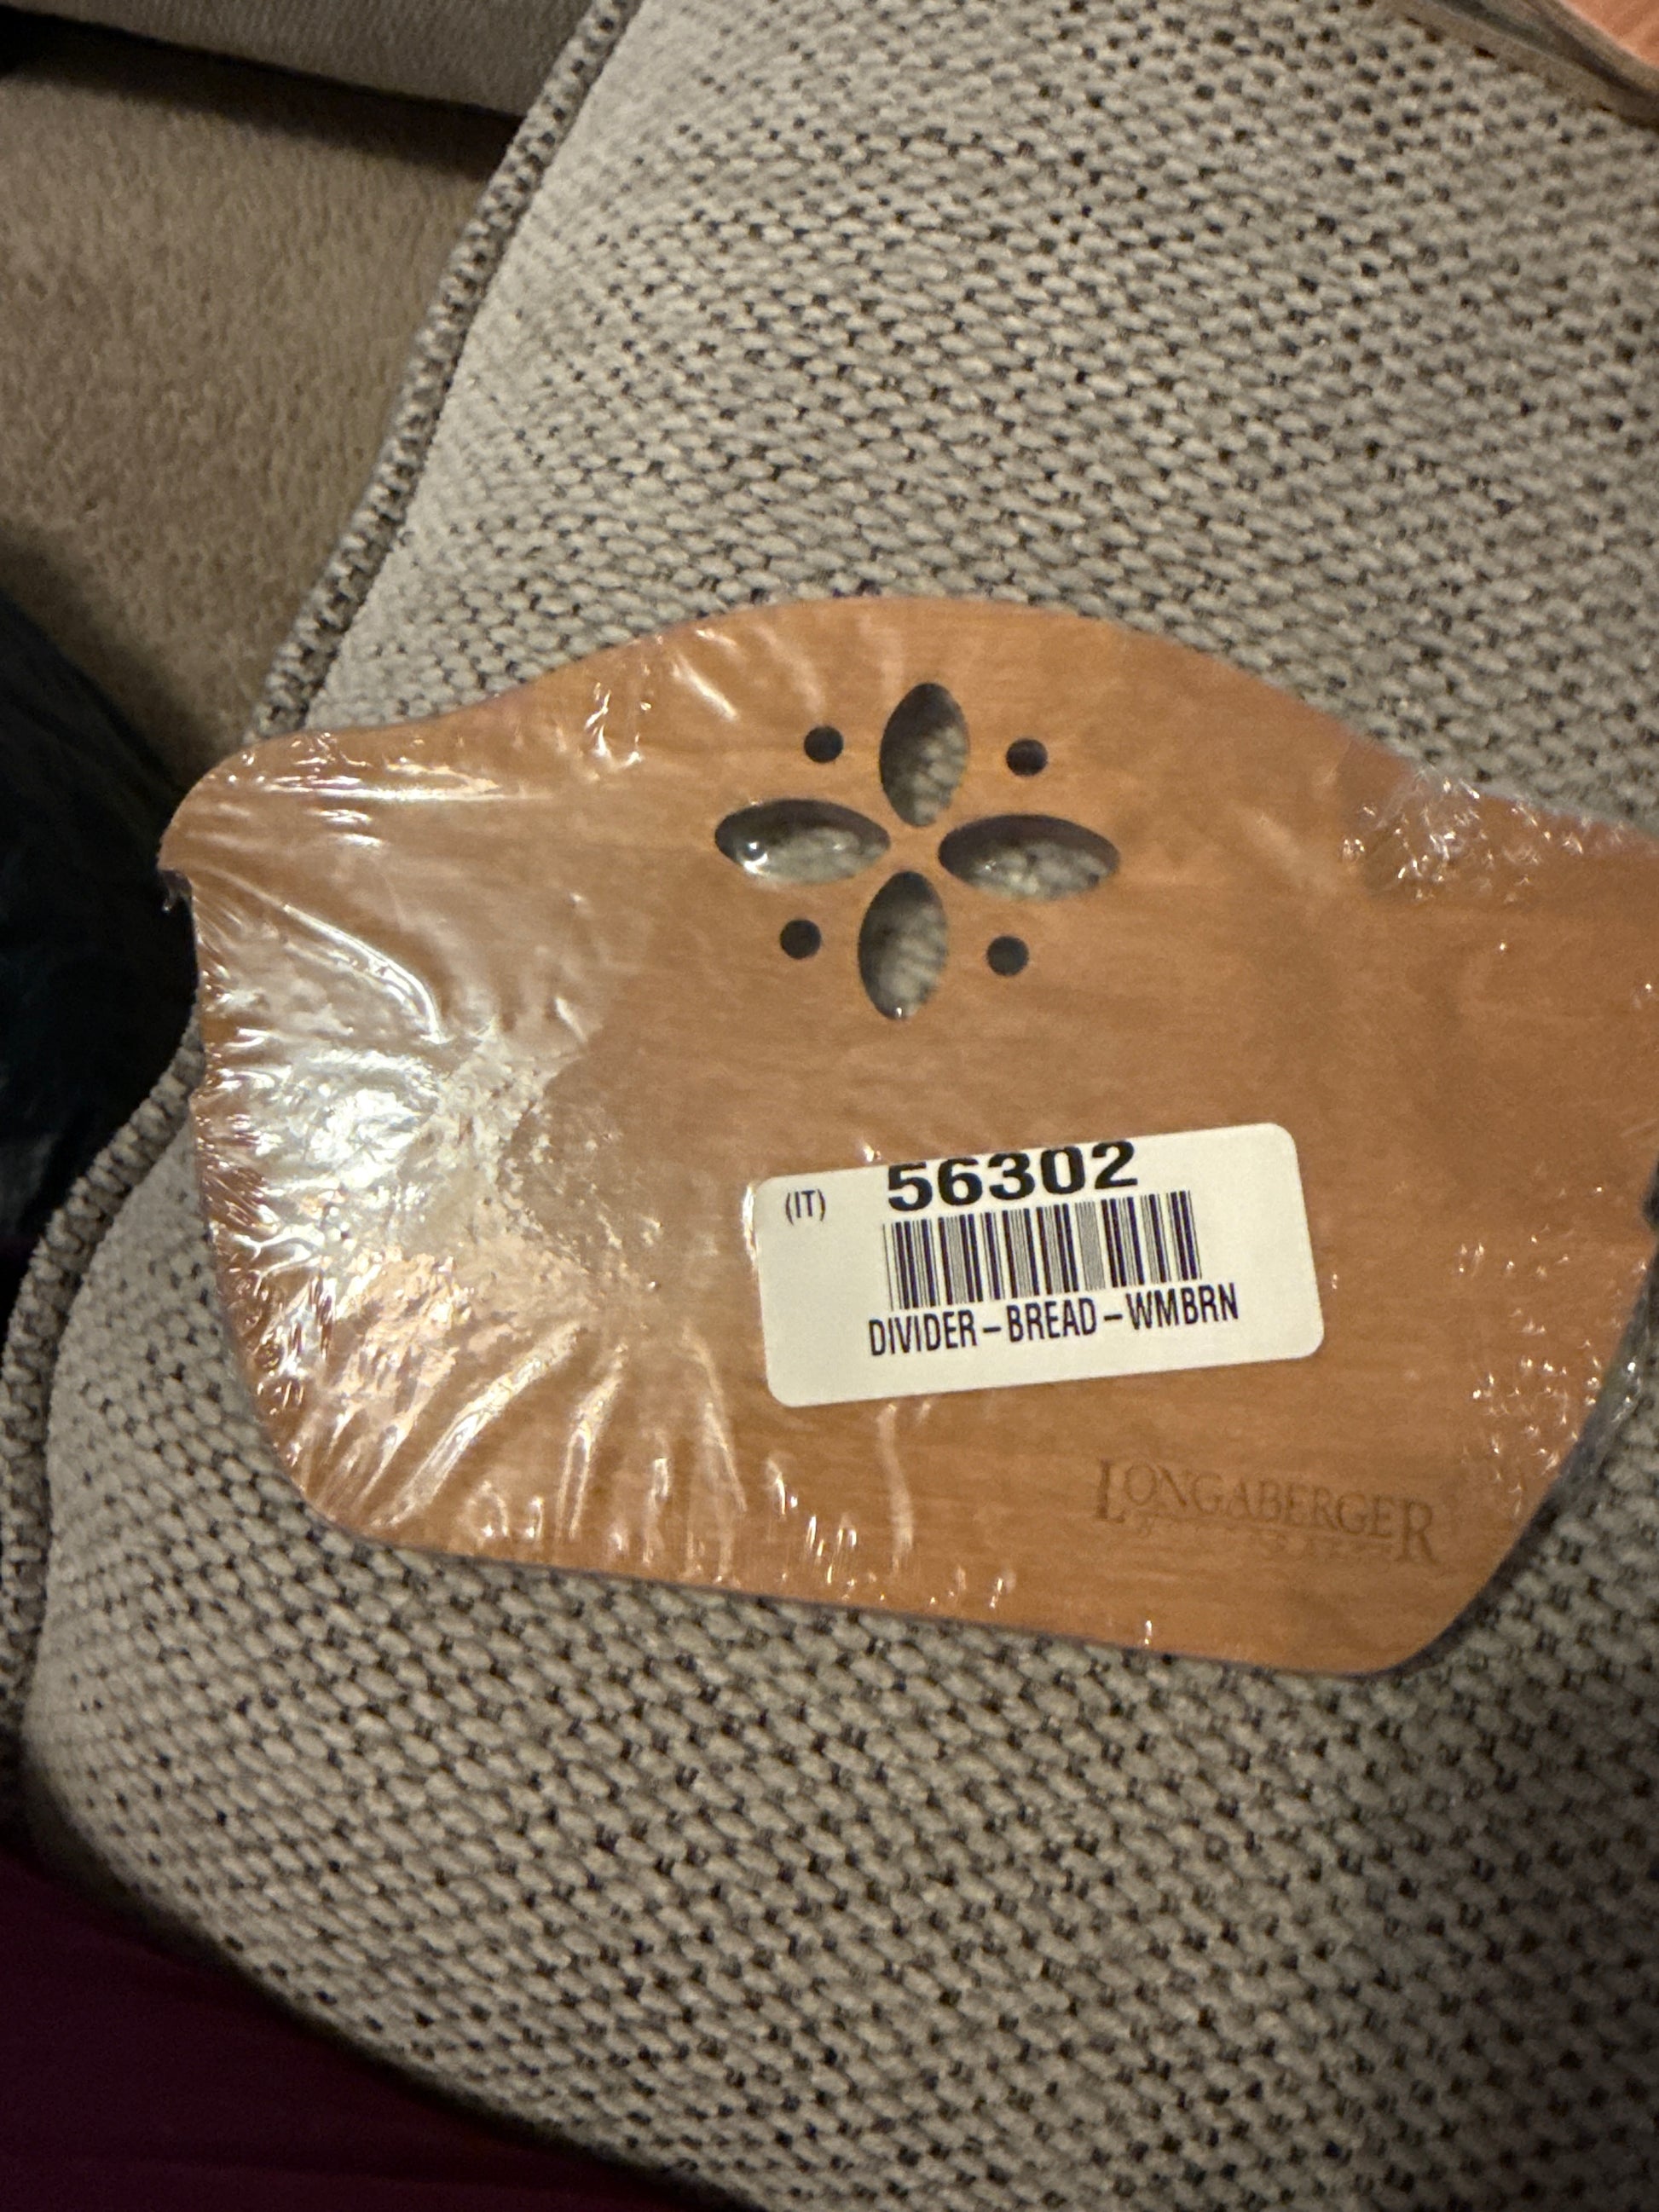 (IT) 56302
DIVIDER-BREAD-WMBRN
LONGABERGER